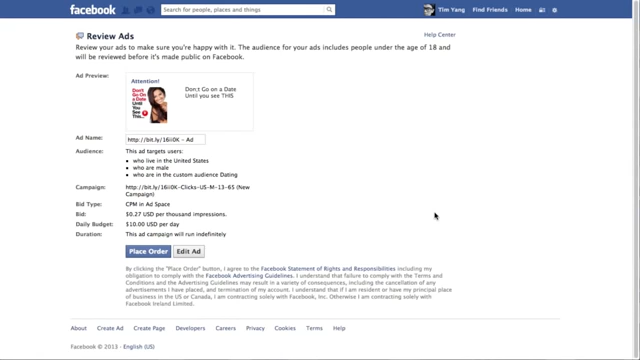 facebook
Search for people, places and things
Tim Yang
Find Friends
Home
Review Ads
Help Center
Review your ads to make sure you're happy with it. The audience for your ads includes people under the age of 18 and
will be reviewed before it's made public on Facebook.
Ad Preview:
Attention!
Don't Go on a Date
Until you see THIS
Don't
Go On a
Date
Until
You See
This...
Ad Name:
http://bit.ly/16ii0K - Ad
Audience:
This ad targets users:
• who live in the United States
• who are male
• who are in the custom audience Dating
Campaign:
http://bit.ly/16ii0K-Clicks-US-M-13-65 (New
Campaign)
Bid Type:
CPM in Ad Space
Bid:
$0.27 USD per thousand impressions.
Daily Budget:
$10.00 USD per day
Duration:
This ad campaign will run indefinitely
Place Order
Edit Ad
By clicking the "Place Order" button, I agree to the Facebook Statement of Rights and Responsibilities including my
obligation to comply with the Facebook Advertising Guidelines. I understand that failure to comply with the Terms and
Conditions and the Advertising Guidelines may result in a variety of consequences, including the cancellation of any
advertisements I have placed, and termination of my account. I understand that if I am resident or have my principal place
of business in the US or Canada, I am contracting solely with Facebook, Inc. Otherwise I am contracting solely with
Facebook Ireland Limited.
About
Create Ad
Create Page
Developers
Careers
Privacy
Cookies
Terms
Help
Facebook © 2013 · English (US)